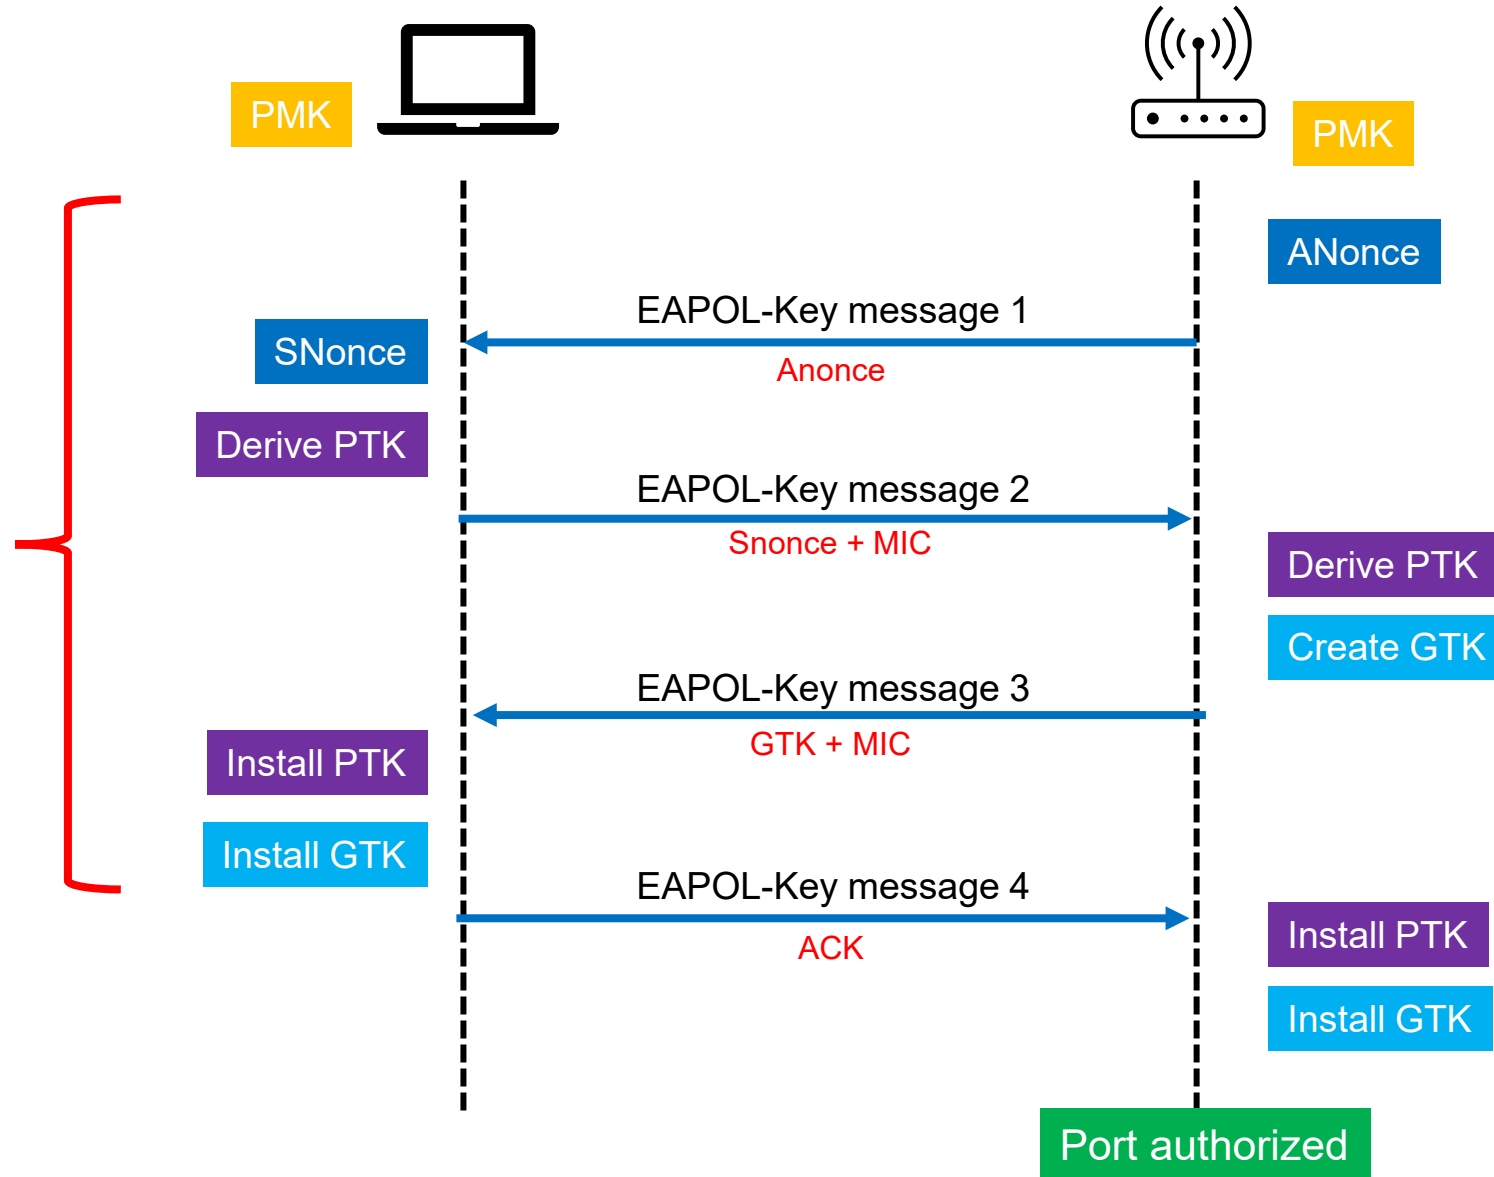 PMK
PMK
ANonce
EAPOL-Key message 1
SNonce
Anonce
Derive PTK
EAPOL-Key message 2
Snonce + MIC
Derive PTK
Create GTK
EAPOL-Key message 3
GTK + MIC
Install PTK
Install GTK
EAPOL-Key message 4
ACK
Install PTK
Install GTK
Port authorized